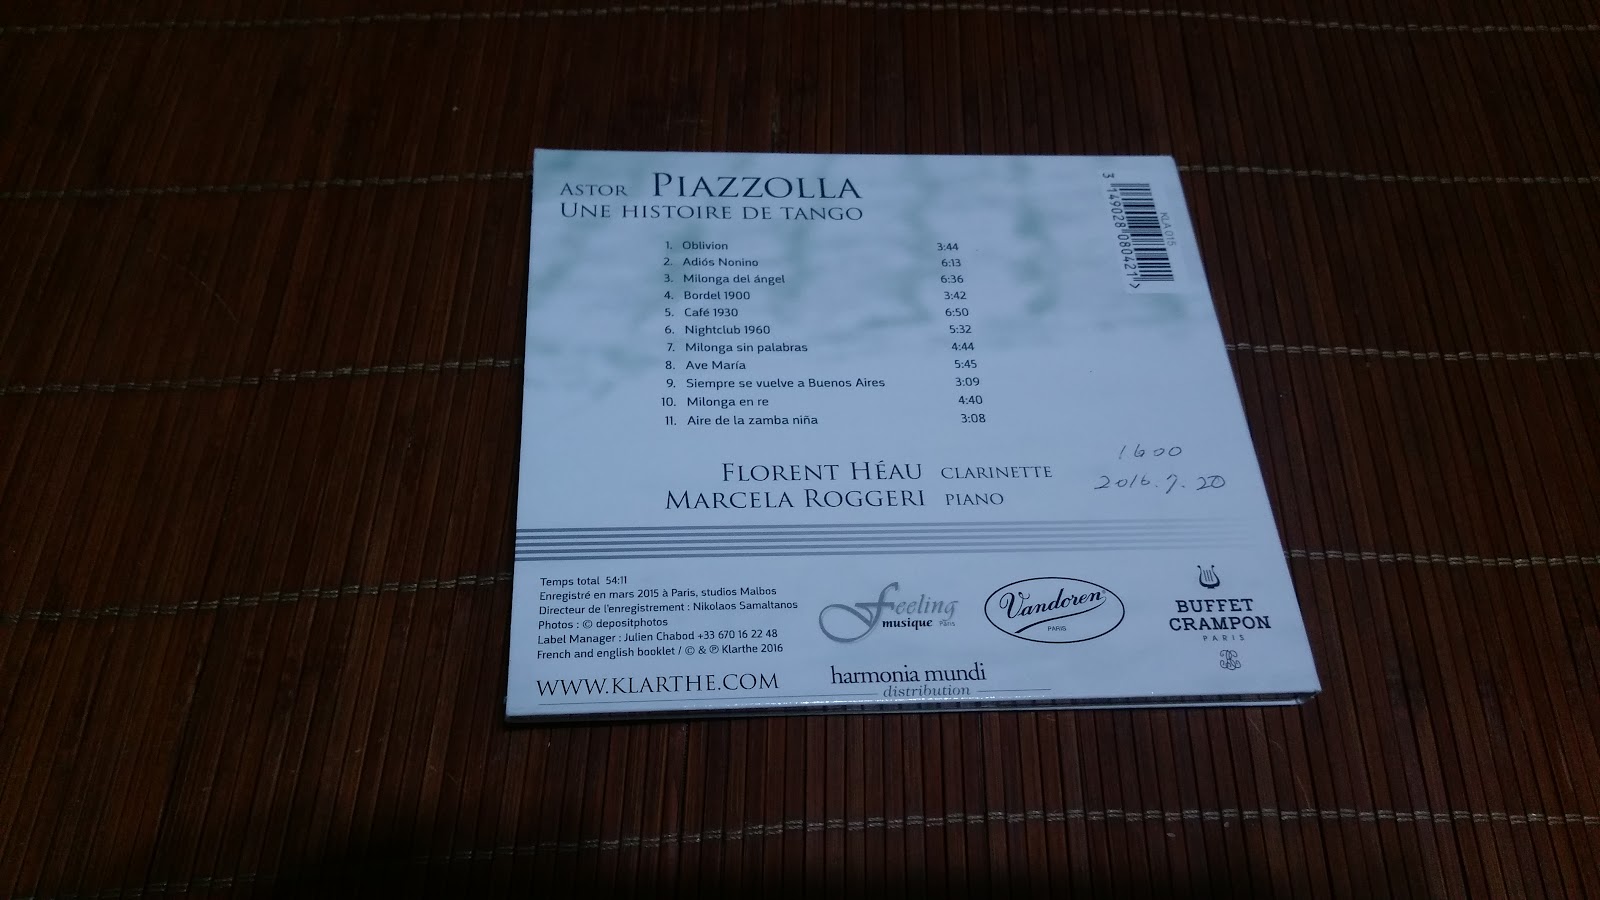 ASTOR PIAZZOLLA
UNE HISTOIRE DE TANGO
1. Oblivion 3:44
2. Adiós Nonino 6:13
3. Milonga del ángel 6:36
4. Bordel 1900 3:42
5. Café 1930 6:50
6. Nightclub 1960 5:32
7. Milonga sin palabras 4:44
8. Ave María 5:45
9. Siempre se vuelve a Buenos Aires 3:09
10. Milonga en re 4:40
11. Aire de la zamba niña 3:08
KLA 015
3 149028 080421 >
FLORENT HÉAU CLARINETTE
MARCELA ROGGERI PIANO
1600
2016.7.20
Temps total 54:11
Enregistré en mars 2015 à Paris, studios Malbos
Directeur de l'enregistrement : Nikolaos Samaltanos
Photos : © depositphotos
Label Manager : Julien Chabod +33 670 16 22 48
French and english booklet / © & ℗ Klarthe 2016
WWW.KLARTHE.COM
Feeling
musique Paris
harmonia mundi
distribution
Vandoren
PARIS
BUFFET
CRAMPON
PARIS